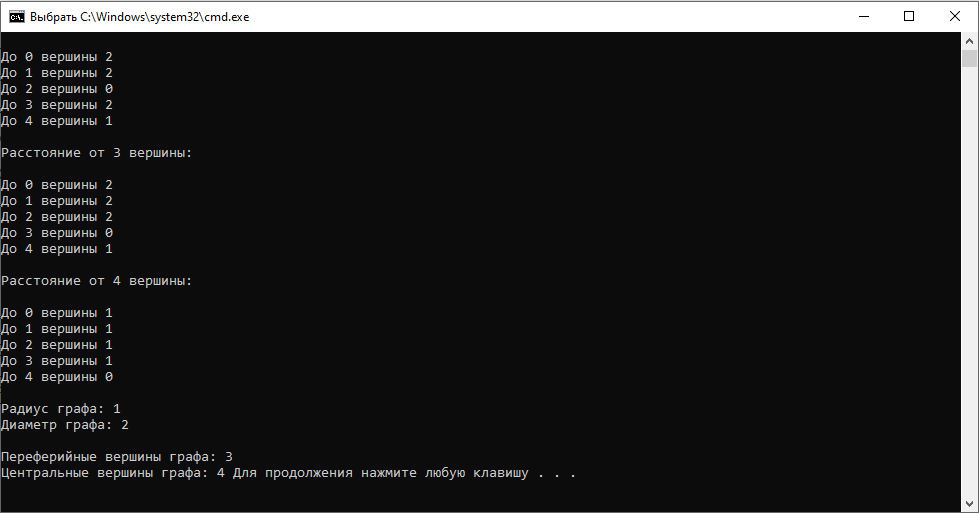 Выбрать C:\Windows\system32\cmd.exe
До 0 вершины 2
До 1 вершины 2
До 2 вершины 0
До 3 вершины 2
До 4 вершины 1
Расстояние от 3 вершины:
До 0 вершины 2
До 1 вершины 2
До 2 вершины 2
До 3 вершины 0
До 4 вершины 1
Расстояние от 4 вершины:
До 0 вершины 1
До 1 вершины 1
До 2 вершины 1
До 3 вершины 1
До 4 вершины 0
Радиус графа: 1
Диаметр графа: 2
Переферийные вершины графа: 3
Центральные вершины графа: 4 Для продолжения нажмите любую клавишу . . .